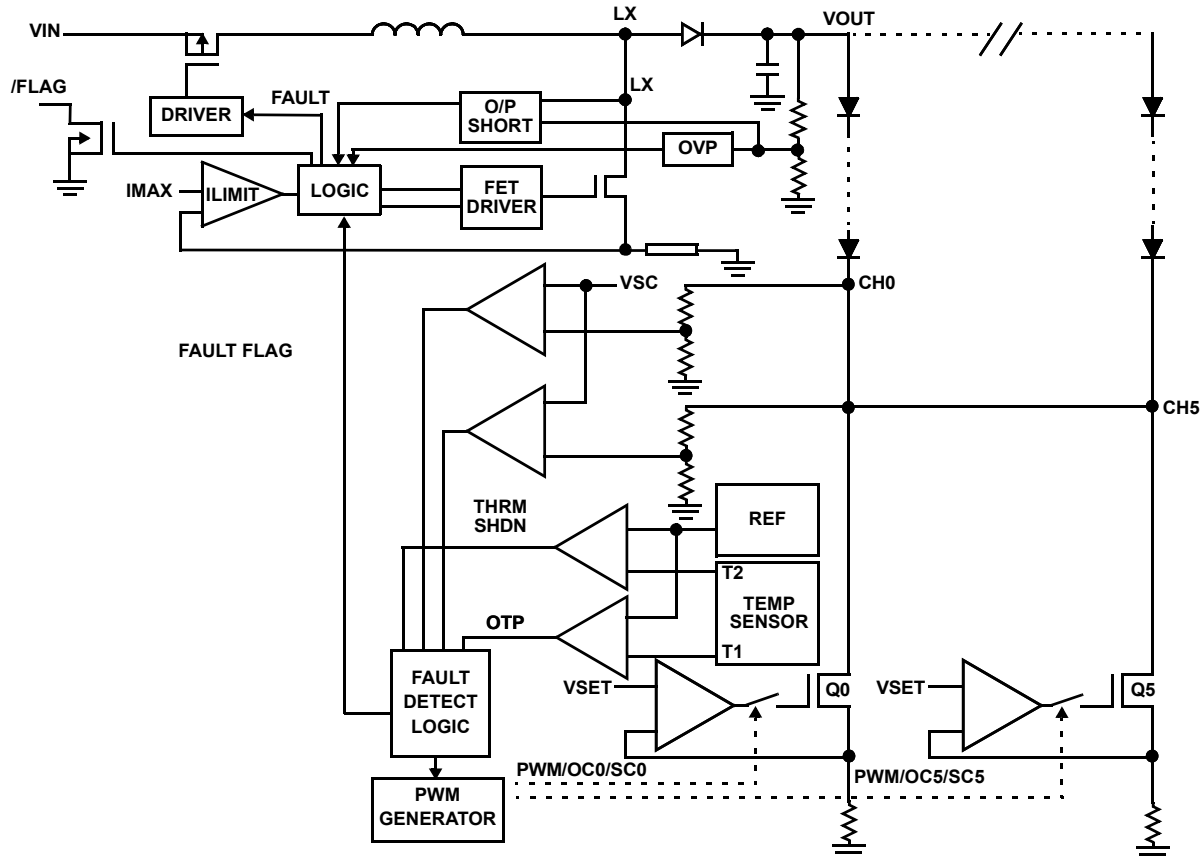 LX
VIN
VOUT
/FLAG
LX
FAULT
DRIVER
O/P
SHORT
OVP
IMAX
ILIMIT
LOGIC
FET
DRIVER
VSC
CH0
FAULT FLAG
CH5
THRM
SHDN
REF
T2
TEMP
SENSOR
OTP
T1
FAULT
DETECT
LOGIC
VSET
Q0
VSET
Q5
PWM/OC0/SC0
PWM/OC5/SC5
PWM
GENERATOR